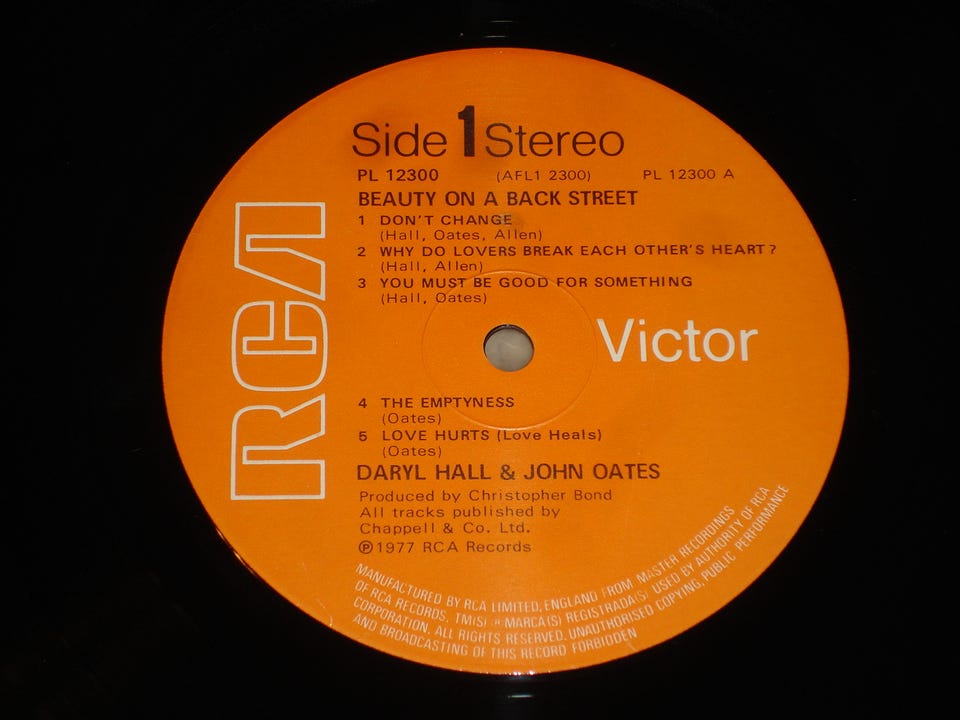 Side 1 Stereo
PL 12300 (AFL1 2300) PL 12300 A
BEAUTY ON A BACK STREET
1 DON'T CHANGE
(Hall, Oates, Allen)
2 WHY DO LOVERS BREAK EACH OTHER'S HEART?
(Hall, Allen)
3 YOU MUST BE GOOD FOR SOMETHING
(Hall, Oates)
RCA
Victor
4 THE EMPTYNESS
(Oates)
5 LOVE HURTS (Love Heals)
(Oates)
DARYL HALL & JOHN OATES
Produced by Christopher Bond
All tracks published by
Chappell & Co. Ltd.
℗1977 RCA Records
MANUFACTURED BY RCA LIMITED, ENGLAND FROM MASTER RECORDINGS
OF RCA RECORDS. TM(S) ® MARCA(S) REGISTRADA(S) USED BY AUTHORITY OF RCA
CORPORATION. ALL RIGHTS RESERVED. UNAUTHORISED COPYING, PUBLIC PERFORMANCE
AND BROADCASTING OF THIS RECORD FORBIDDEN